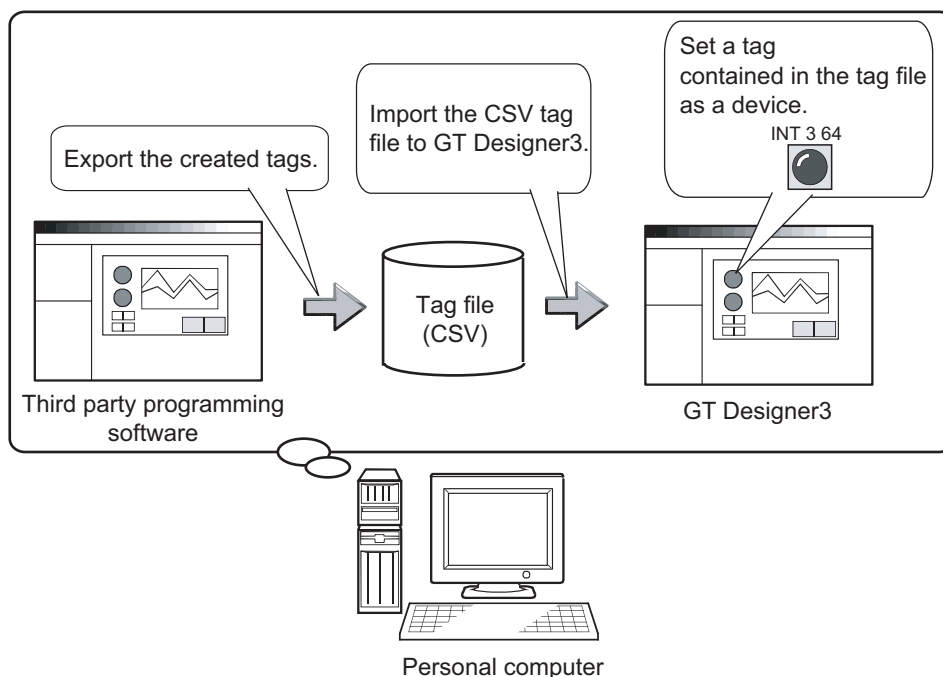 Set a tag
contained in the tag file
as a device.
INT 3 64
Import the CSV tag
file to GT Designer3.
Export the created tags.
Tag file
(CSV)
Third party programming
software
GT Designer3
Personal computer